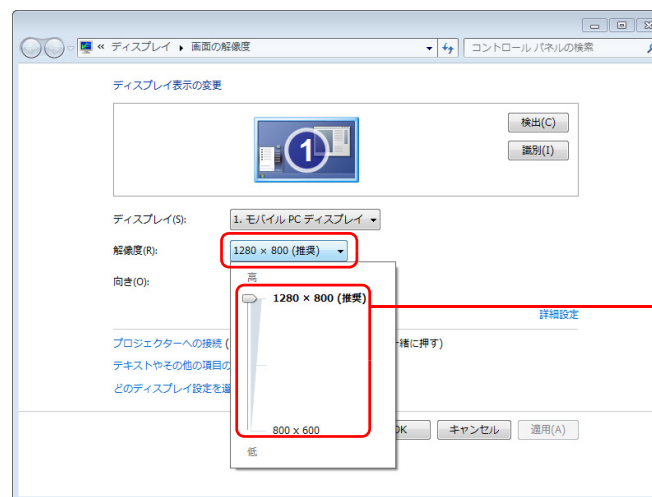 « ディスプレイ ▸ 画面の解像度
コントロール パネルの検索
ディスプレイ表示の変更
1
検出(C)
識別(I)
ディスプレイ(S):
1. モバイル PC ディスプレイ
解像度(R):
1280 × 800 (推奨)
向き(O):
高
1280 × 800 (推奨)
800 x 600
低
詳細設定
プロジェクターへの接続 (
一緒に押す)
テキストやその他の項目の
どのディスプレイ設定を選
OK
キャンセル
適用(A)